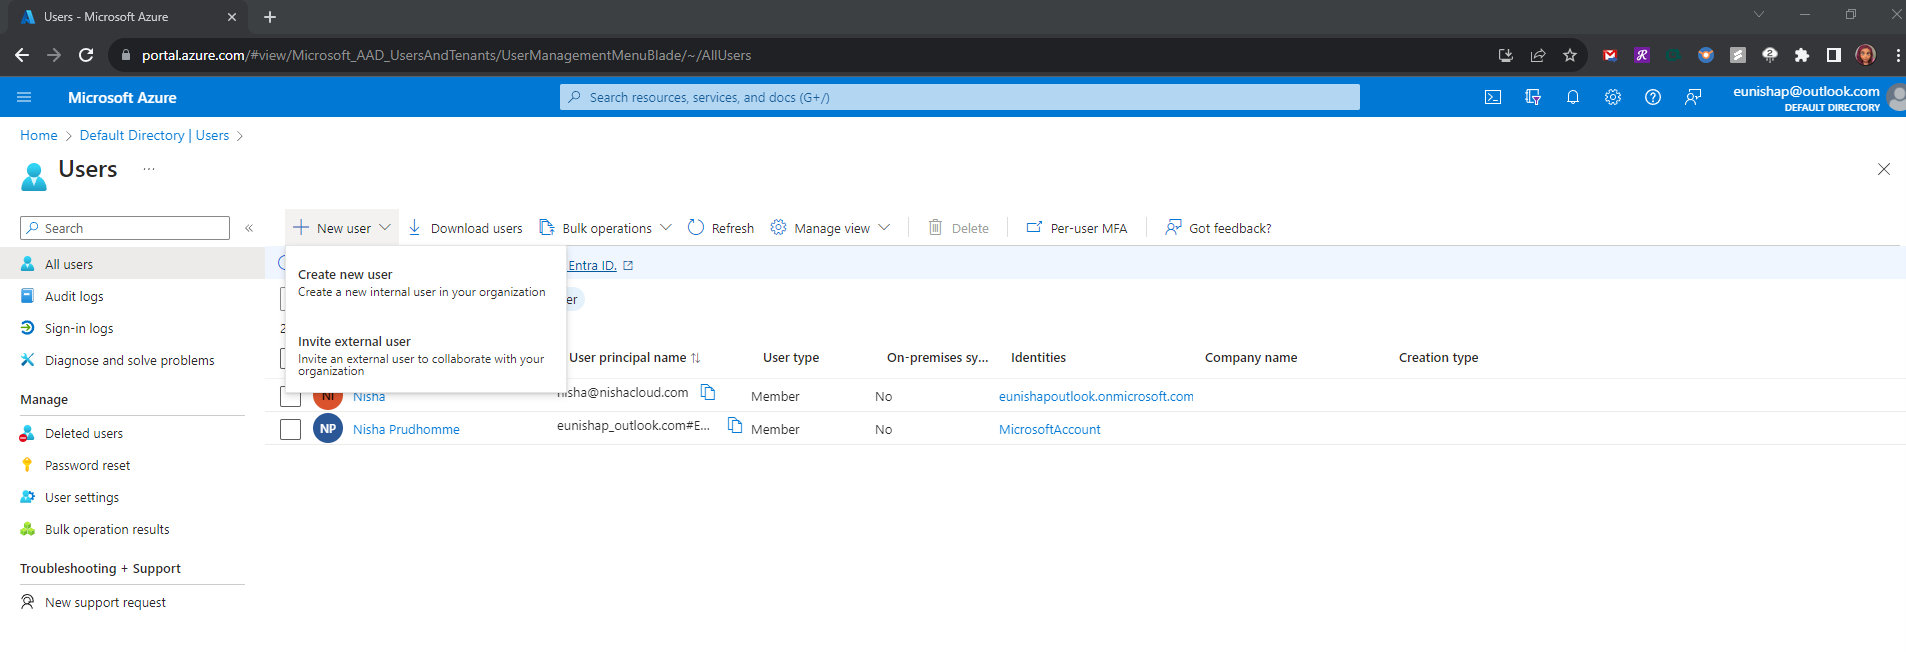 Users - Microsoft Azure
portal.azure.com/#view/Microsoft_AAD_UsersAndTenants/UserManagementMenuBlade/~/AllUsers
Microsoft Azure
Search resources, services, and docs (G+/)
eunishap@outlook.com
DEFAULT DIRECTORY
Home > Default Directory | Users >
Users ...
Search
«
New user
Download users
Bulk operations
Refresh
Manage view
Delete
Per-user MFA
Got feedback?
All users
Audit logs
Sign-in logs
Diagnose and solve problems
Manage
Deleted users
Password reset
User settings
Bulk operation results
Troubleshooting + Support
New support request
Create new user
Create a new internal user in your organization
Invite external user
Invite an external user to collaborate with your
organization
Entra ID.
er
2
User principal name User type On-premises sy... Identities Company name Creation type
NI Nisha nisha@nishacloud.com Member No eunishapoutlook.onmicrosoft.com
NP Nisha Prudhomme eunishap_outlook.com#E... Member No MicrosoftAccount